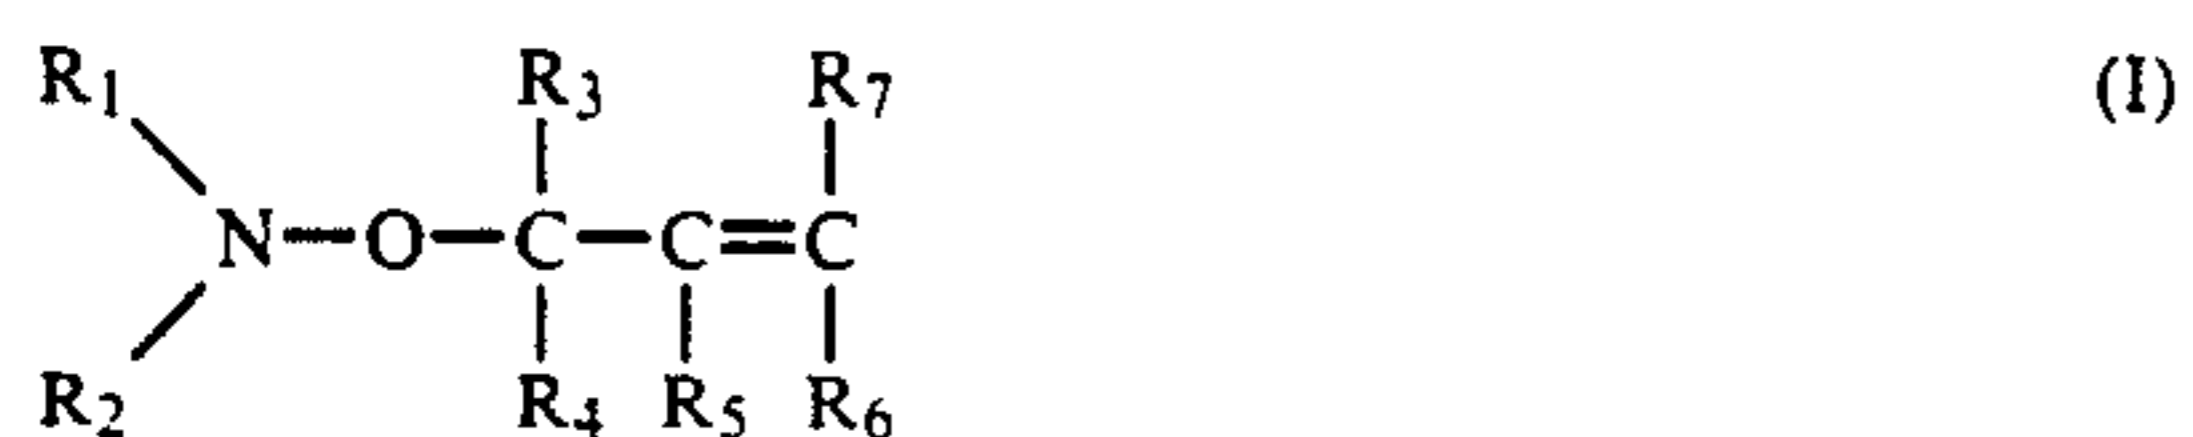 R1 R3 R7 (I)
N—O—C—C=C
R2 R4 R5 R6